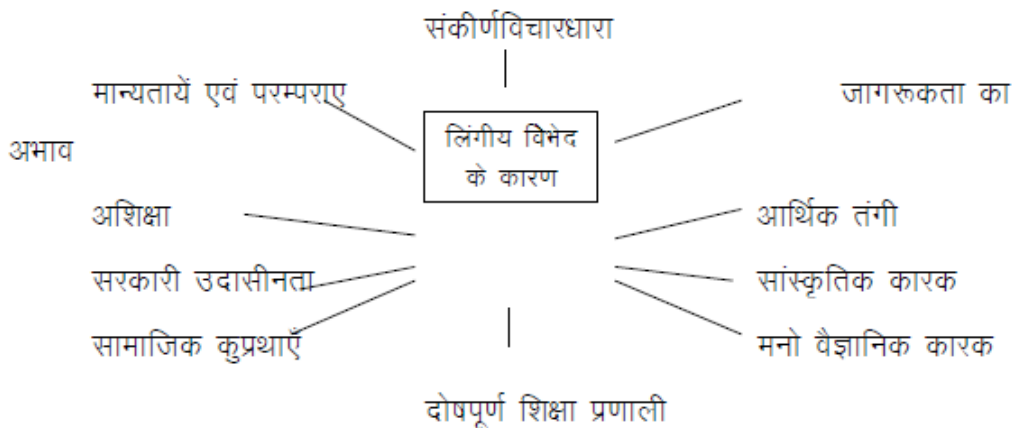 संकीर्णविचारधारा
मान्यतायें एवं परम्पराए जागरूकता का
लिंगीय विभेद
अभाव
के कारण
अशिक्षा आर्थिक तंगी
सरकारी उदासीनता सांस्कृतिक कारक
सामाजिक कुप्रथाएँ मनो वैज्ञानिक कारक
दोषपूर्ण शिक्षा प्रणाली